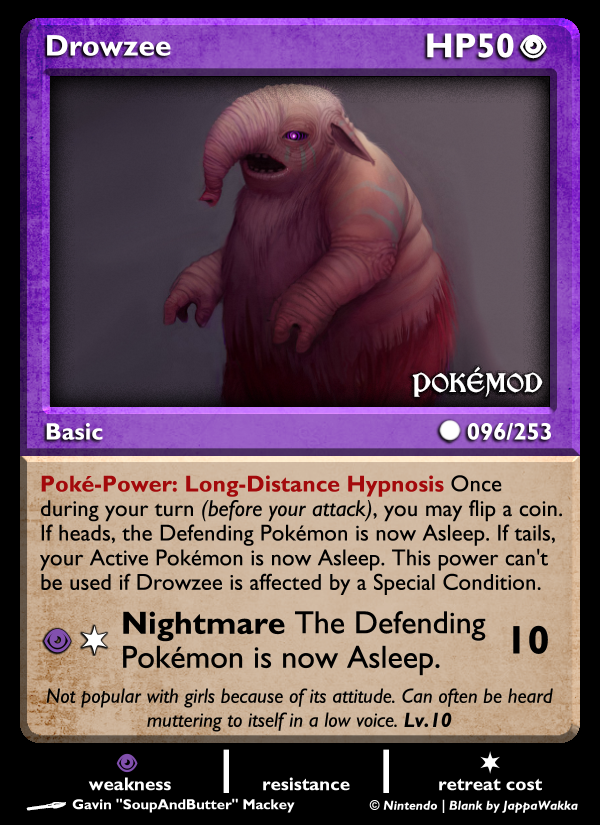 Drowzee HP50
POKÉMOD
Basic 096/253
Poké-Power: Long-Distance Hypnosis Once
during your turn (before your attack), you may flip a coin.
If heads, the Defending Pokémon is now Asleep. If tails,
your Active Pokémon is now Asleep. This power can't
be used if Drowzee is affected by a Special Condition.
Nightmare The Defending
Pokémon is now Asleep. 10
Not popular with girls because of its attitude. Can often be heard
muttering to itself in a low voice. Lv.10
weakness resistance retreat cost
Gavin "SoupAndButter" Mackey © Nintendo | Blank by JappaWakka